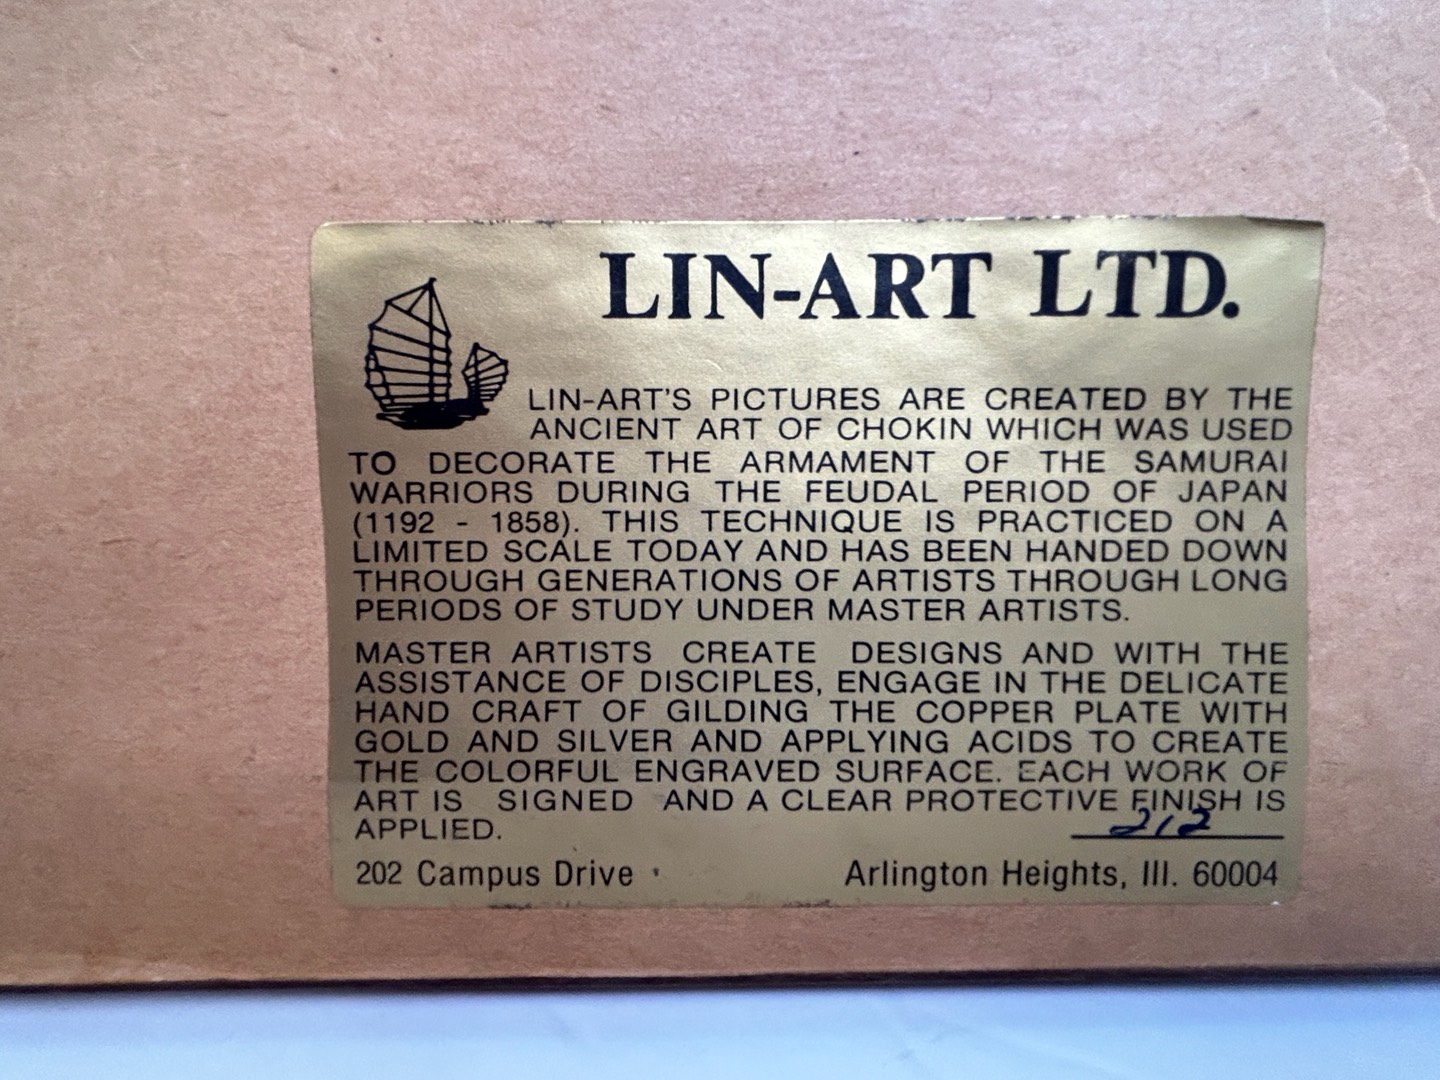 LIN-ART LTD.
LIN-ART'S PICTURES ARE CREATED BY THE
ANCIENT ART OF CHOKIN WHICH WAS USED
TO DECORATE THE ARMAMENT OF THE SAMURAI
WARRIORS DURING THE FEUDAL PERIOD OF JAPAN
(1192 - 1858). THIS TECHNIQUE IS PRACTICED ON A
LIMITED SCALE TODAY AND HAS BEEN HANDED DOWN
THROUGH GENERATIONS OF ARTISTS THROUGH LONG
PERIODS OF STUDY UNDER MASTER ARTISTS.
MASTER ARTISTS CREATE DESIGNS AND WITH THE
ASSISTANCE OF DISCIPLES, ENGAGE IN THE DELICATE
HAND CRAFT OF GILDING THE COPPER PLATE WITH
GOLD AND SILVER AND APPLYING ACIDS TO CREATE
THE COLORFUL ENGRAVED SURFACE. EACH WORK OF
ART IS SIGNED AND A CLEAR PROTECTIVE FINISH IS
APPLIED. 212
202 Campus Drive Arlington Heights, Ill. 60004